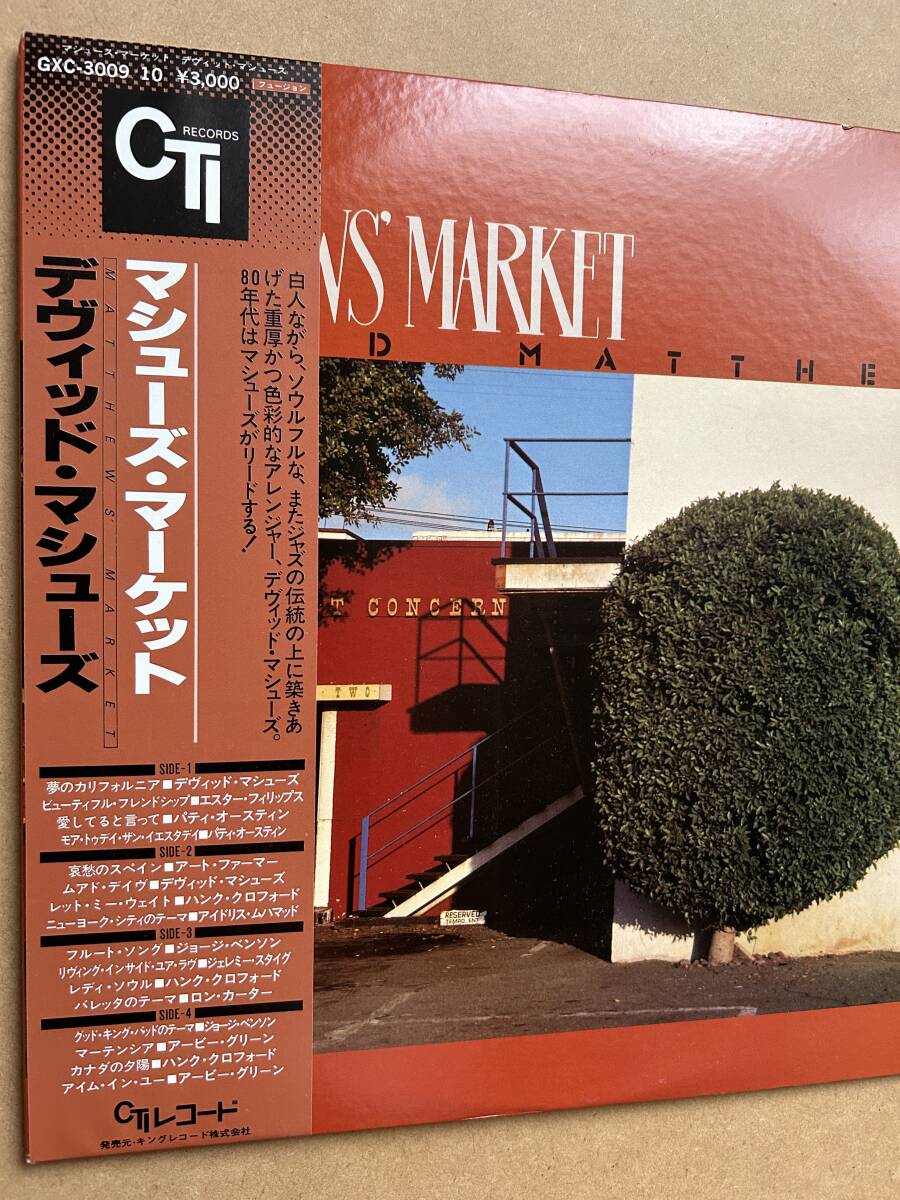 マシューズ・マーケット デヴィッド・マシューズ
GXC-3009 10 ¥3,000
フュージョン
CTI RECORDS
マシューズ・マーケット
MATTHEWS' MARKET
デヴィッド・マシューズ
白人ながら、ソウルフルな、またジャズの伝統の上に築きあ
げた重厚かつ色彩的なアレンジャー、デヴィッド・マシューズ。
80年代はマシューズがリードする!
SIDE-1
夢のカリフォルニア■デヴィッド・マシューズ
ビューティフル・フレンドシップ■エスター・フィリップス
愛してると言って■パティ・オースティン
モア・トゥデイ・ザン・イエスタデイ■パティ・オースティン
SIDE-2
哀愁のスペイン■アート・ファーマー
ムアド・デイヴ■デヴィッド・マシューズ
レット・ミー・ウェイト■ハンク・クロフォード
ニューヨーク・シティのテーマ■アイドリス・ムハマッド
SIDE-3
フルート・ソング■ジョージ・ベンソン
リヴィング・インサイド・ユア・ラヴ■ジェレミー・スタイグ
レディ・ソウル■ハンク・クロフォード
バレッタのテーマ■ロン・カーター
SIDE-4
グッド・キング・バッドのテーマ■ジョージ・ベンソン
マーテンシア■アービー・グリーン
カナダの夕陽■ハンク・クロフォード
アイム・イン・ユー■アービー・グリーン
CTIレコード
発売元・キングレコード株式会社
WS' MARKET
D MATTHE
T CONCERN
TWO
RESERVED
TEMPO ENT